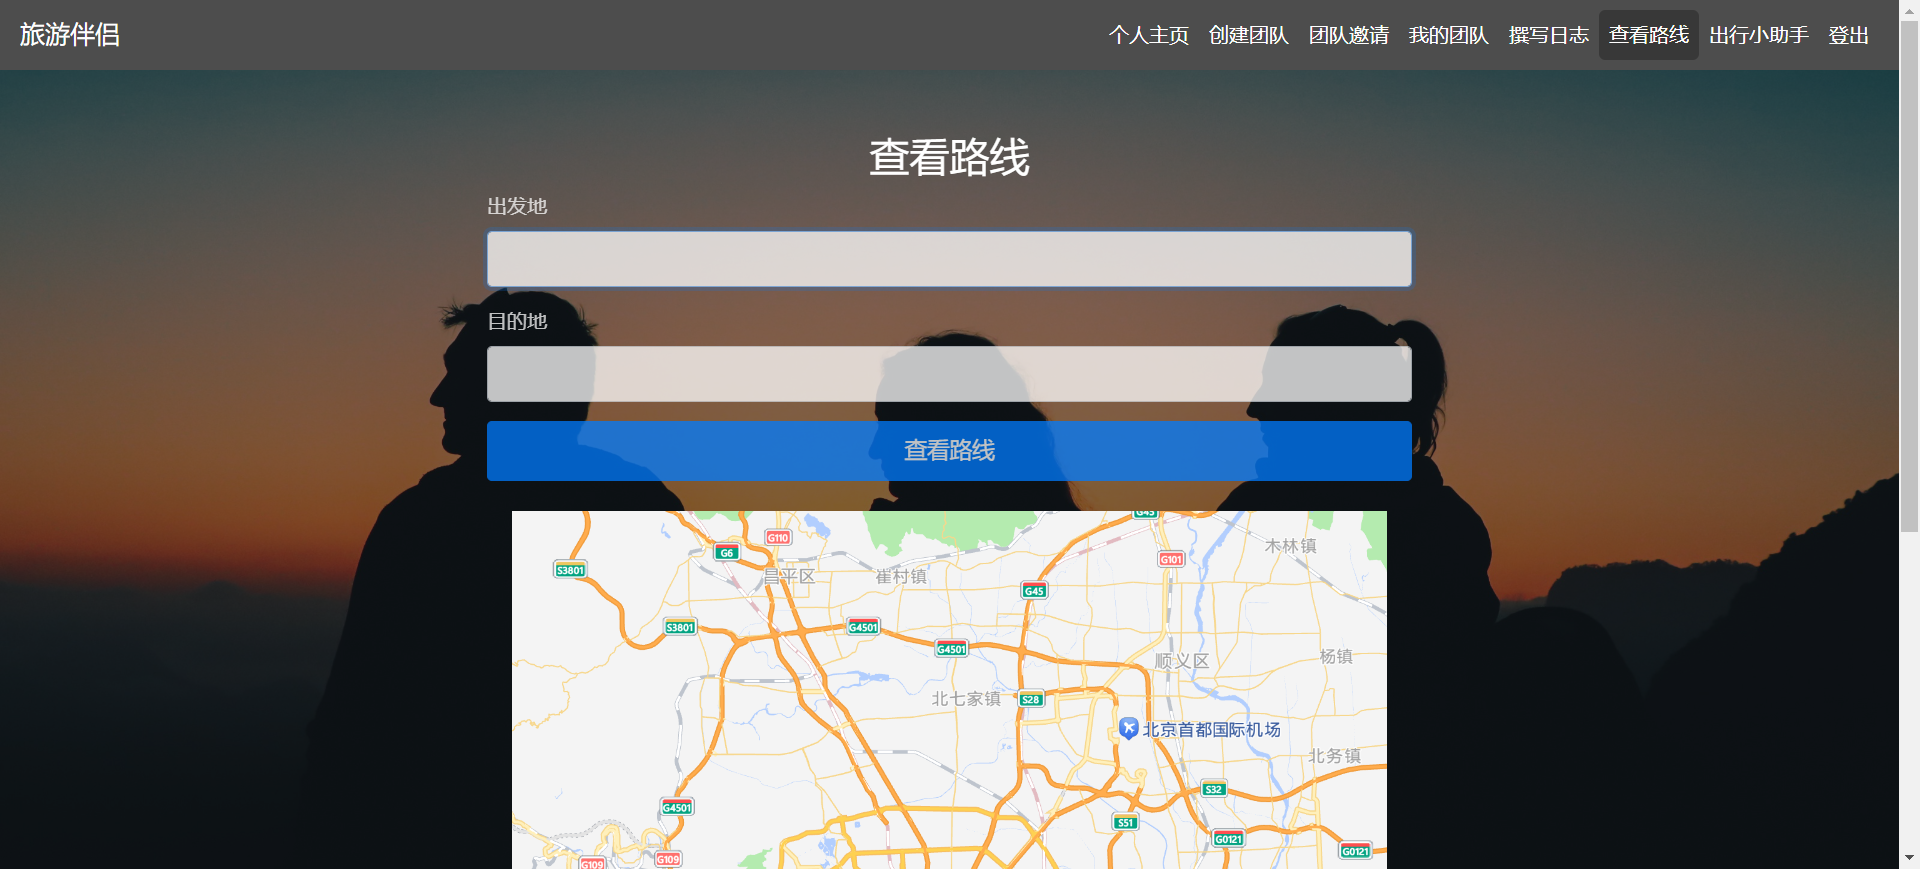 旅游伴侣
个人主页 创建团队 团队邀请 我的团队 撰写日志 查看路线 出行小助手 登出
查看路线
出发地
目的地
查看路线
G45
G110
G6
木林镇
G101
S3801
昌平区
崔村镇
G45
S3801
G4501
G4501
顺义区
杨镇
北七家镇
S28
北京首都国际机场
北务镇
S32
G4501
S51
G0121
G0121
G109
G109